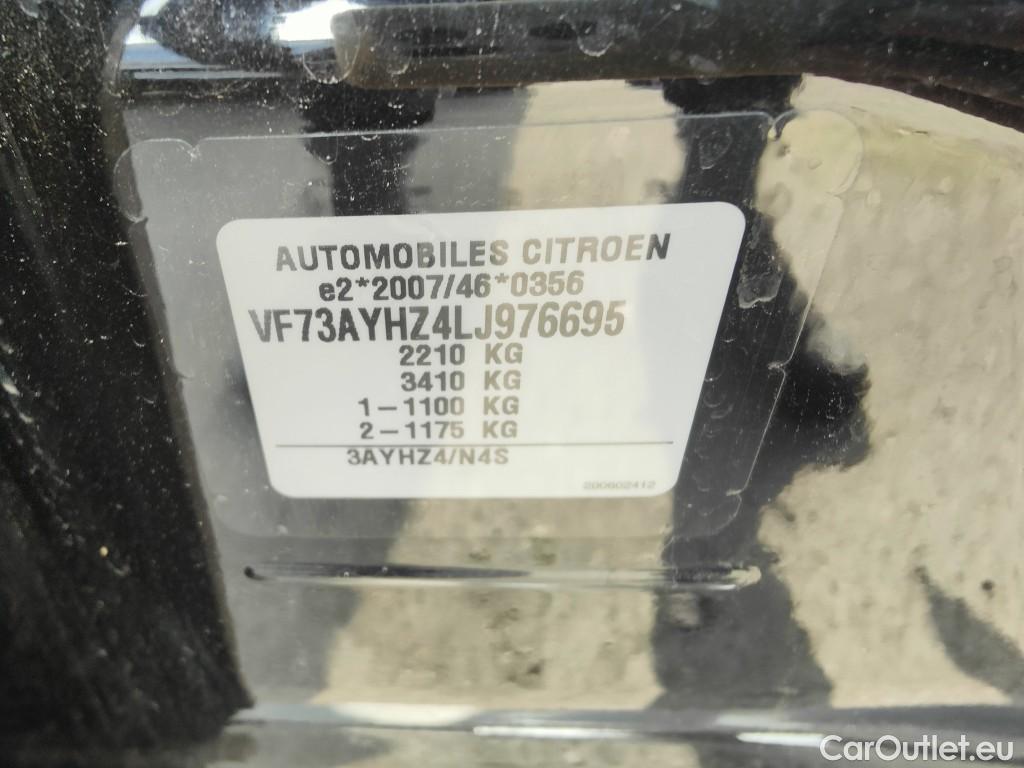 AUTOMOBILES CITROEN
e2*2007/46*0356
VF73AYHZ4LJ976695
2210 KG
3410 KG
1-1100 KG
2-1175 KG
3AYHZ4/N4S
200602412
CarOutlet.eu